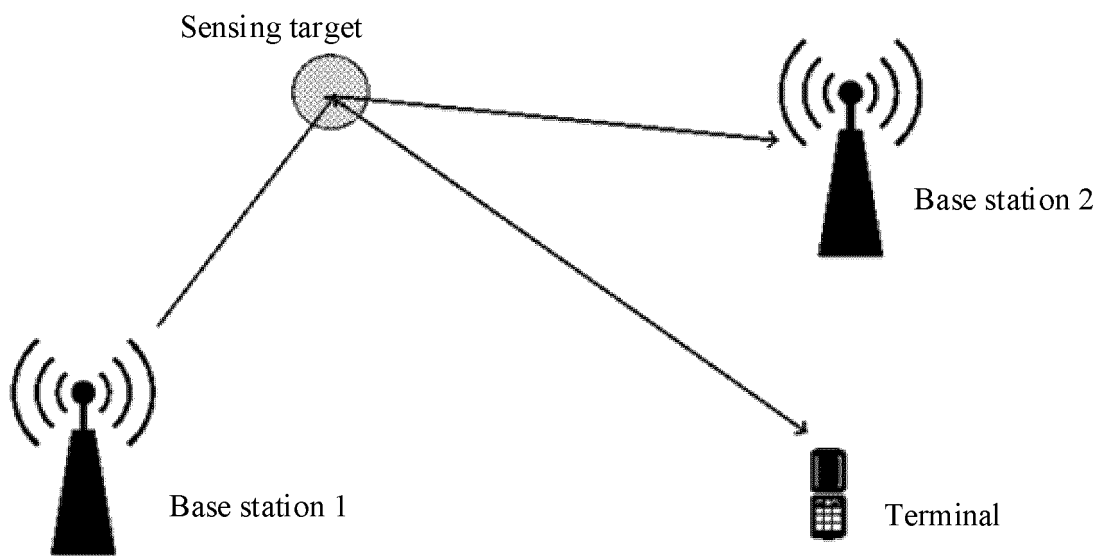 Sensing target
Base station 2
Base station 1
Terminal